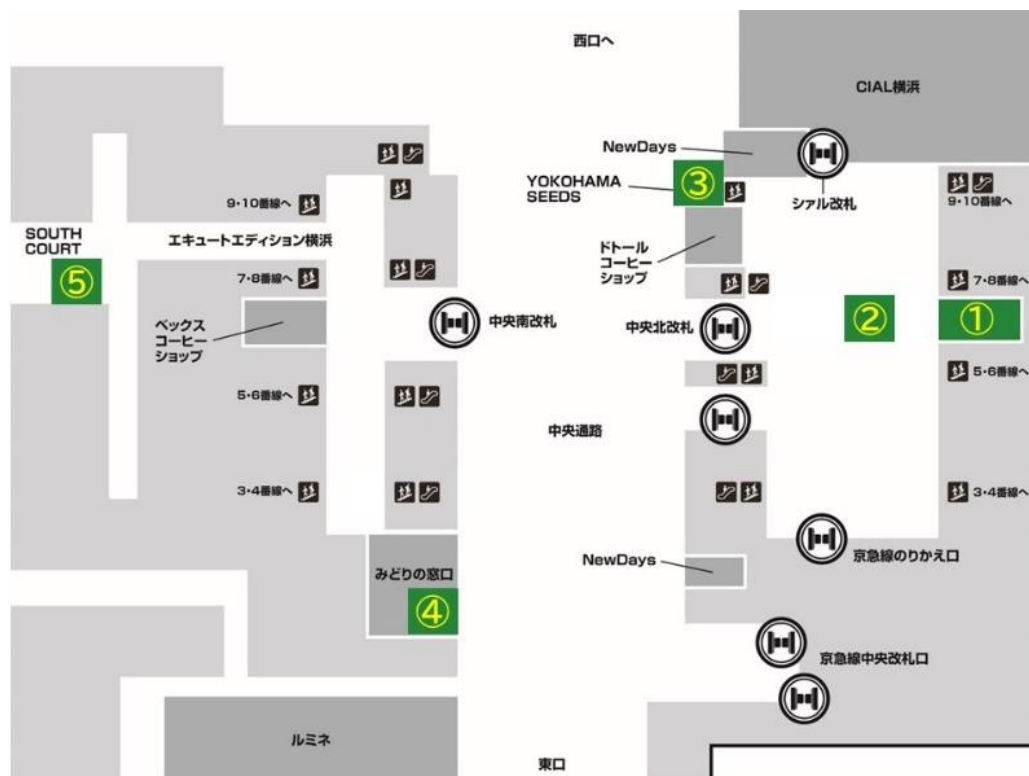 西口へ
CIAL横浜
NewDays
YOKOHAMA
SEEDS
③
シァル改札
9・10番線へ
9・10番線へ
SOUTH
COURT
⑤
エキュートエディション横浜
ドトール
コーヒー
ショップ
7・8番線へ
7・8番線へ
ベックス
コーヒー
ショップ
中央南改札
中央北改札
②
①
5・6番線へ
5・6番線へ
中央通路
3・4番線へ
3・4番線へ
みどりの窓口
④
NewDays
京急線のりかえ口
京急線中央改札口
ルミネ
東口